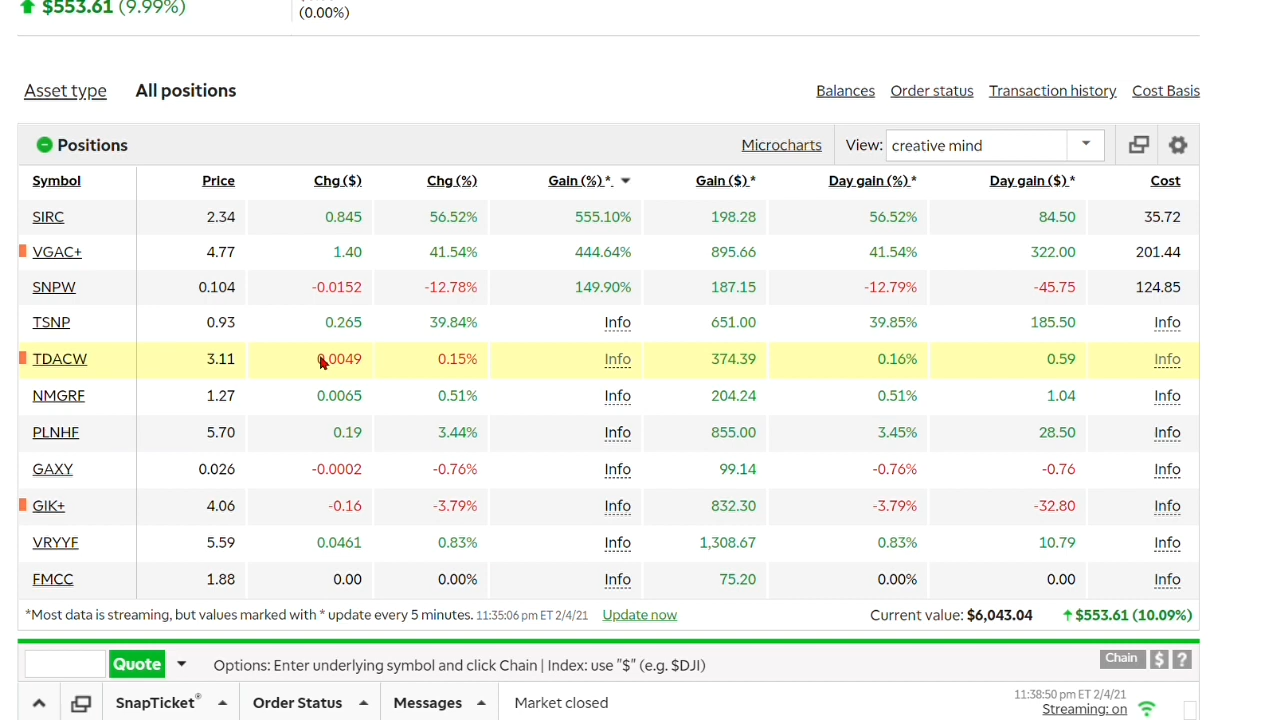 $553.61 (9.99%)
(0.00%)
Asset type All positions Balances Order status Transaction history Cost Basis
Positions Microcharts View: creative mind
Symbol Price Chg ($) Chg (%) Gain (%) * Gain ($) * Day gain (%) * Day gain ($) * Cost
SIRC 2.34 0.845 56.52% 555.10% 198.28 56.52% 84.50 35.72
VGAC+ 4.77 1.40 41.54% 444.64% 895.66 41.54% 322.00 201.44
SNPW 0.104 -0.0152 -12.78% 149.90% 187.15 -12.79% -45.75 124.85
TSNP 0.93 0.265 39.84% Info 651.00 39.85% 185.50 Info
TDACW 3.11 0.0049 0.15% Info 374.39 0.16% 0.59 Info
NMGRF 1.27 0.0065 0.51% Info 204.24 0.51% 1.04 Info
PLNHF 5.70 0.19 3.44% Info 855.00 3.45% 28.50 Info
GAXY 0.026 -0.0002 -0.76% Info 99.14 -0.76% -0.76 Info
GIK+ 4.06 -0.16 -3.79% Info 832.30 -3.79% -32.80 Info
VRYYF 5.59 0.0461 0.83% Info 1,308.67 0.83% 10.79 Info
FMCC 1.88 0.00 0.00% Info 75.20 0.00% 0.00 Info
*Most data is streaming, but values marked with * update every 5 minutes. 11:35:06 pm ET 2/4/21 Update now Current value: $6,043.04 $553.61 (10.09%)
Quote Options: Enter underlying symbol and click Chain | Index: use "$" (e.g. $DJI) Chain $ ?
SnapTicket® Order Status Messages Market closed 11:38:50 pm ET 2/4/21
Streaming: on